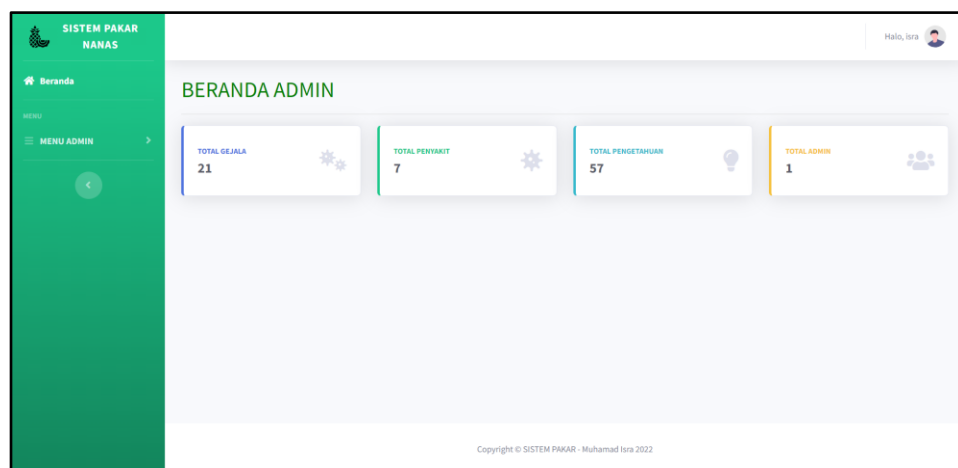 SISTEM PAKAR
NANAS
Halo, isra
Beranda
BERANDA ADMIN
MENU
MENU ADMIN
TOTAL GEJALA
21
TOTAL PENYAKIT
7
TOTAL PENGETAHUAN
57
TOTAL ADMIN
1
Copyright © SISTEM PAKAR - Muhamad Isra 2022